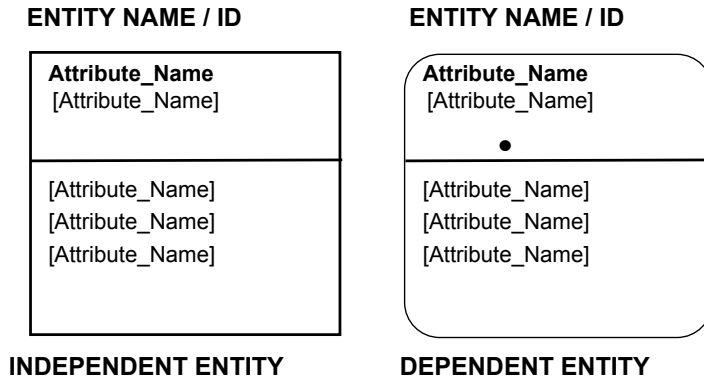 ENTITY NAME / ID
Attribute_Name
[Attribute_Name]
[Attribute_Name]
[Attribute_Name]
[Attribute_Name]
INDEPENDENT ENTITY
ENTITY NAME / ID
Attribute_Name
[Attribute_Name]
[Attribute_Name]
[Attribute_Name]
[Attribute_Name]
DEPENDENT ENTITY